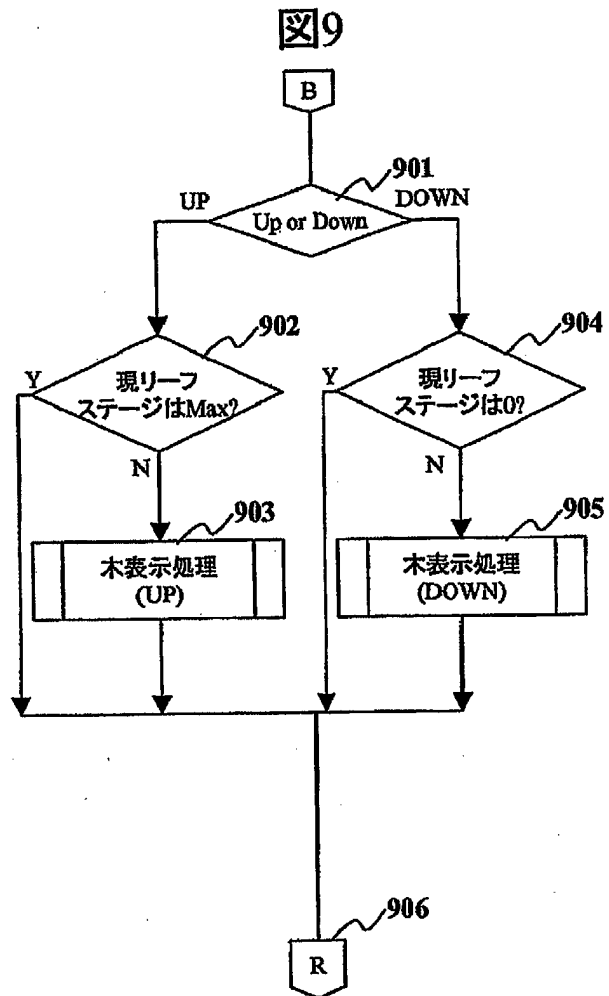 図9
B
901
UP
DOWN
Up or Down
902
904
Y
現リーフ
ステージはMax?
Y
現リーフ
ステージは0?
N
N
903
905
木表示処理
(UP)
木表示処理
(DOWN)
906
R